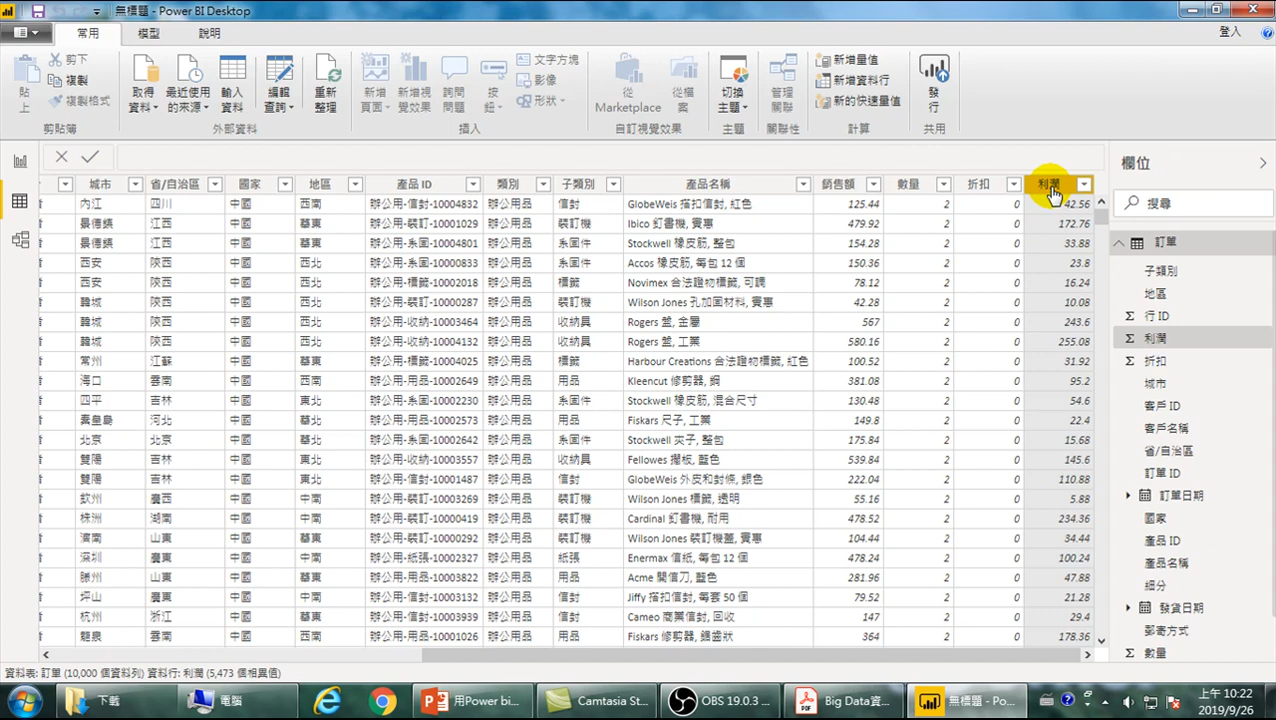 無標題 - Power BI Desktop
常用 模型 說明 登入
貼上 剪下 複製 複製格式 剪貼簿
取得資料 最近使用的來源 輸入資料 編輯查詢 重新整理 外部資料
新增頁面 新增視覺效果 詢問問題 按鈕 文字方塊 影像 形狀 插入
從 Marketplace 從檔案 自訂視覺效果
切換主題 主題
管理關聯 關聯性
新增量值 新增資料行 新的快速量值 計算
發行 共用
城市 省/自治區 國家 地區 產品 ID 類別 子類別 產品名稱 銷售額 數量 折扣 利潤
內江 四川 中國 西南 辦公用-信封-10004832 辦公用品 信封 GlobeWeis 搭扣信封, 紅色 125.44 2 0 42.56
景德鎮 江西 中國 華東 辦公用-裝訂-10001029 辦公用品 裝訂機 Ibico 釘書機, 實惠 479.92 2 0 172.76
景德鎮 江西 中國 華東 辦公用-系固-10004801 辦公用品 系固件 Stockwell 橡皮筋, 整包 154.28 2 0 33.88
西安 陝西 中國 西北 辦公用-系固-10000833 辦公用品 系固件 Accos 橡皮筋, 每包 12 個 150.36 2 0 23.8
西安 陝西 中國 西北 辦公用-標籤-10002018 辦公用品 標籤 Novimex 合法證物標籤, 可調 78.12 2 0 16.24
韓城 陝西 中國 西北 辦公用-裝訂-10000287 辦公用品 裝訂機 Wilson Jones 孔加固材料, 實惠 42.28 2 0 10.08
韓城 陝西 中國 西北 辦公用-收納-10003464 辦公用品 收納具 Rogers 盤, 金屬 567 2 0 243.6
韓城 陝西 中國 西北 辦公用-收納-10004132 辦公用品 收納具 Rogers 盤, 工業 580.16 2 0 255.08
常州 江蘇 中國 華東 辦公用-標籤-10004025 辦公用品 標籤 Harbour Creations 合法證物標籤, 紅色 100.52 2 0 31.92
海口 雲南 中國 西南 辦公用-用品-10002649 辦公用品 用品 Kleencut 修剪器, 鋼 381.08 2 0 95.2
四平 吉林 中國 東北 辦公用-系固-10002230 辦公用品 系固件 Stockwell 橡皮筋, 混合尺寸 130.48 2 0 54.6
秦皇島 河北 中國 華北 辦公用-用品-10002573 辦公用品 用品 Fiskars 尺子, 工業 149.8 2 0 22.4
北京 北京 中國 華北 辦公用-系固-10002642 辦公用品 系固件 Stockwell 夾子, 整包 175.84 2 0 15.68
雙陽 吉林 中國 東北 辦公用-收納-10003557 辦公用品 收納具 Fellowes 擱板, 藍色 539.84 2 0 145.6
雙陽 吉林 中國 東北 辦公用-信封-10001487 辦公用品 信封 GlobeWeis 外皮和封條, 銀色 222.04 2 0 110.88
欽州 廣西 中國 中南 辦公用-裝訂-10003269 辦公用品 裝訂機 Wilson Jones 標籤, 透明 55.16 2 0 5.88
株洲 湖南 中國 中南 辦公用-裝訂-10000419 辦公用品 裝訂機 Cardinal 釘書機, 耐用 478.52 2 0 234.36
濟南 山東 中國 華東 辦公用-裝訂-10003694 辦公用品 裝訂機 Wilson Jones 裝訂機蓋, 實惠 104.44 2 0 34.44
深圳 廣東 中國 中南 辦公用-紙張-10002327 辦公用品 紙張 Enermax 信紙, 每包 12 個 478.24 2 0 100.24
滕州 山東 中國 華東 辦公用-用品-10003822 辦公用品 用品 Acme 開信刀, 藍色 281.96 2 0 47.88
坪山 廣東 中國 中南 辦公用-信封-10003132 辦公用品 信封 Jiffy 搭扣信封, 每套 50 個 79.52 2 0 21.28
杭州 浙江 中國 華東 辦公用-信封-10003939 辦公用品 信封 Cameo 商業信封, 回收 147 2 0 29.4
龍泉 雲南 中國 西南 辦公用-用品-10001026 辦公用品 用品 Fiskars 修剪器, 鋸齒狀 364 2 0 178.36
資料表: 訂單 (10,000 個資料列) 資料行: 利潤 (5,473 個相異值)
欄位
搜尋
訂單
子類別
地區
行 ID
利潤
折扣
城市
客戶 ID
客戶名稱
省/自治區
訂單 ID
訂單日期
國家
產品 ID
產品名稱
細分
發貨日期
郵寄方式
數量
下載 電腦 用Power bi... Camtasia St... OBS 19.0.3 ... Big Data資... 無標題 - Po...
上午 10:22
2019/9/26